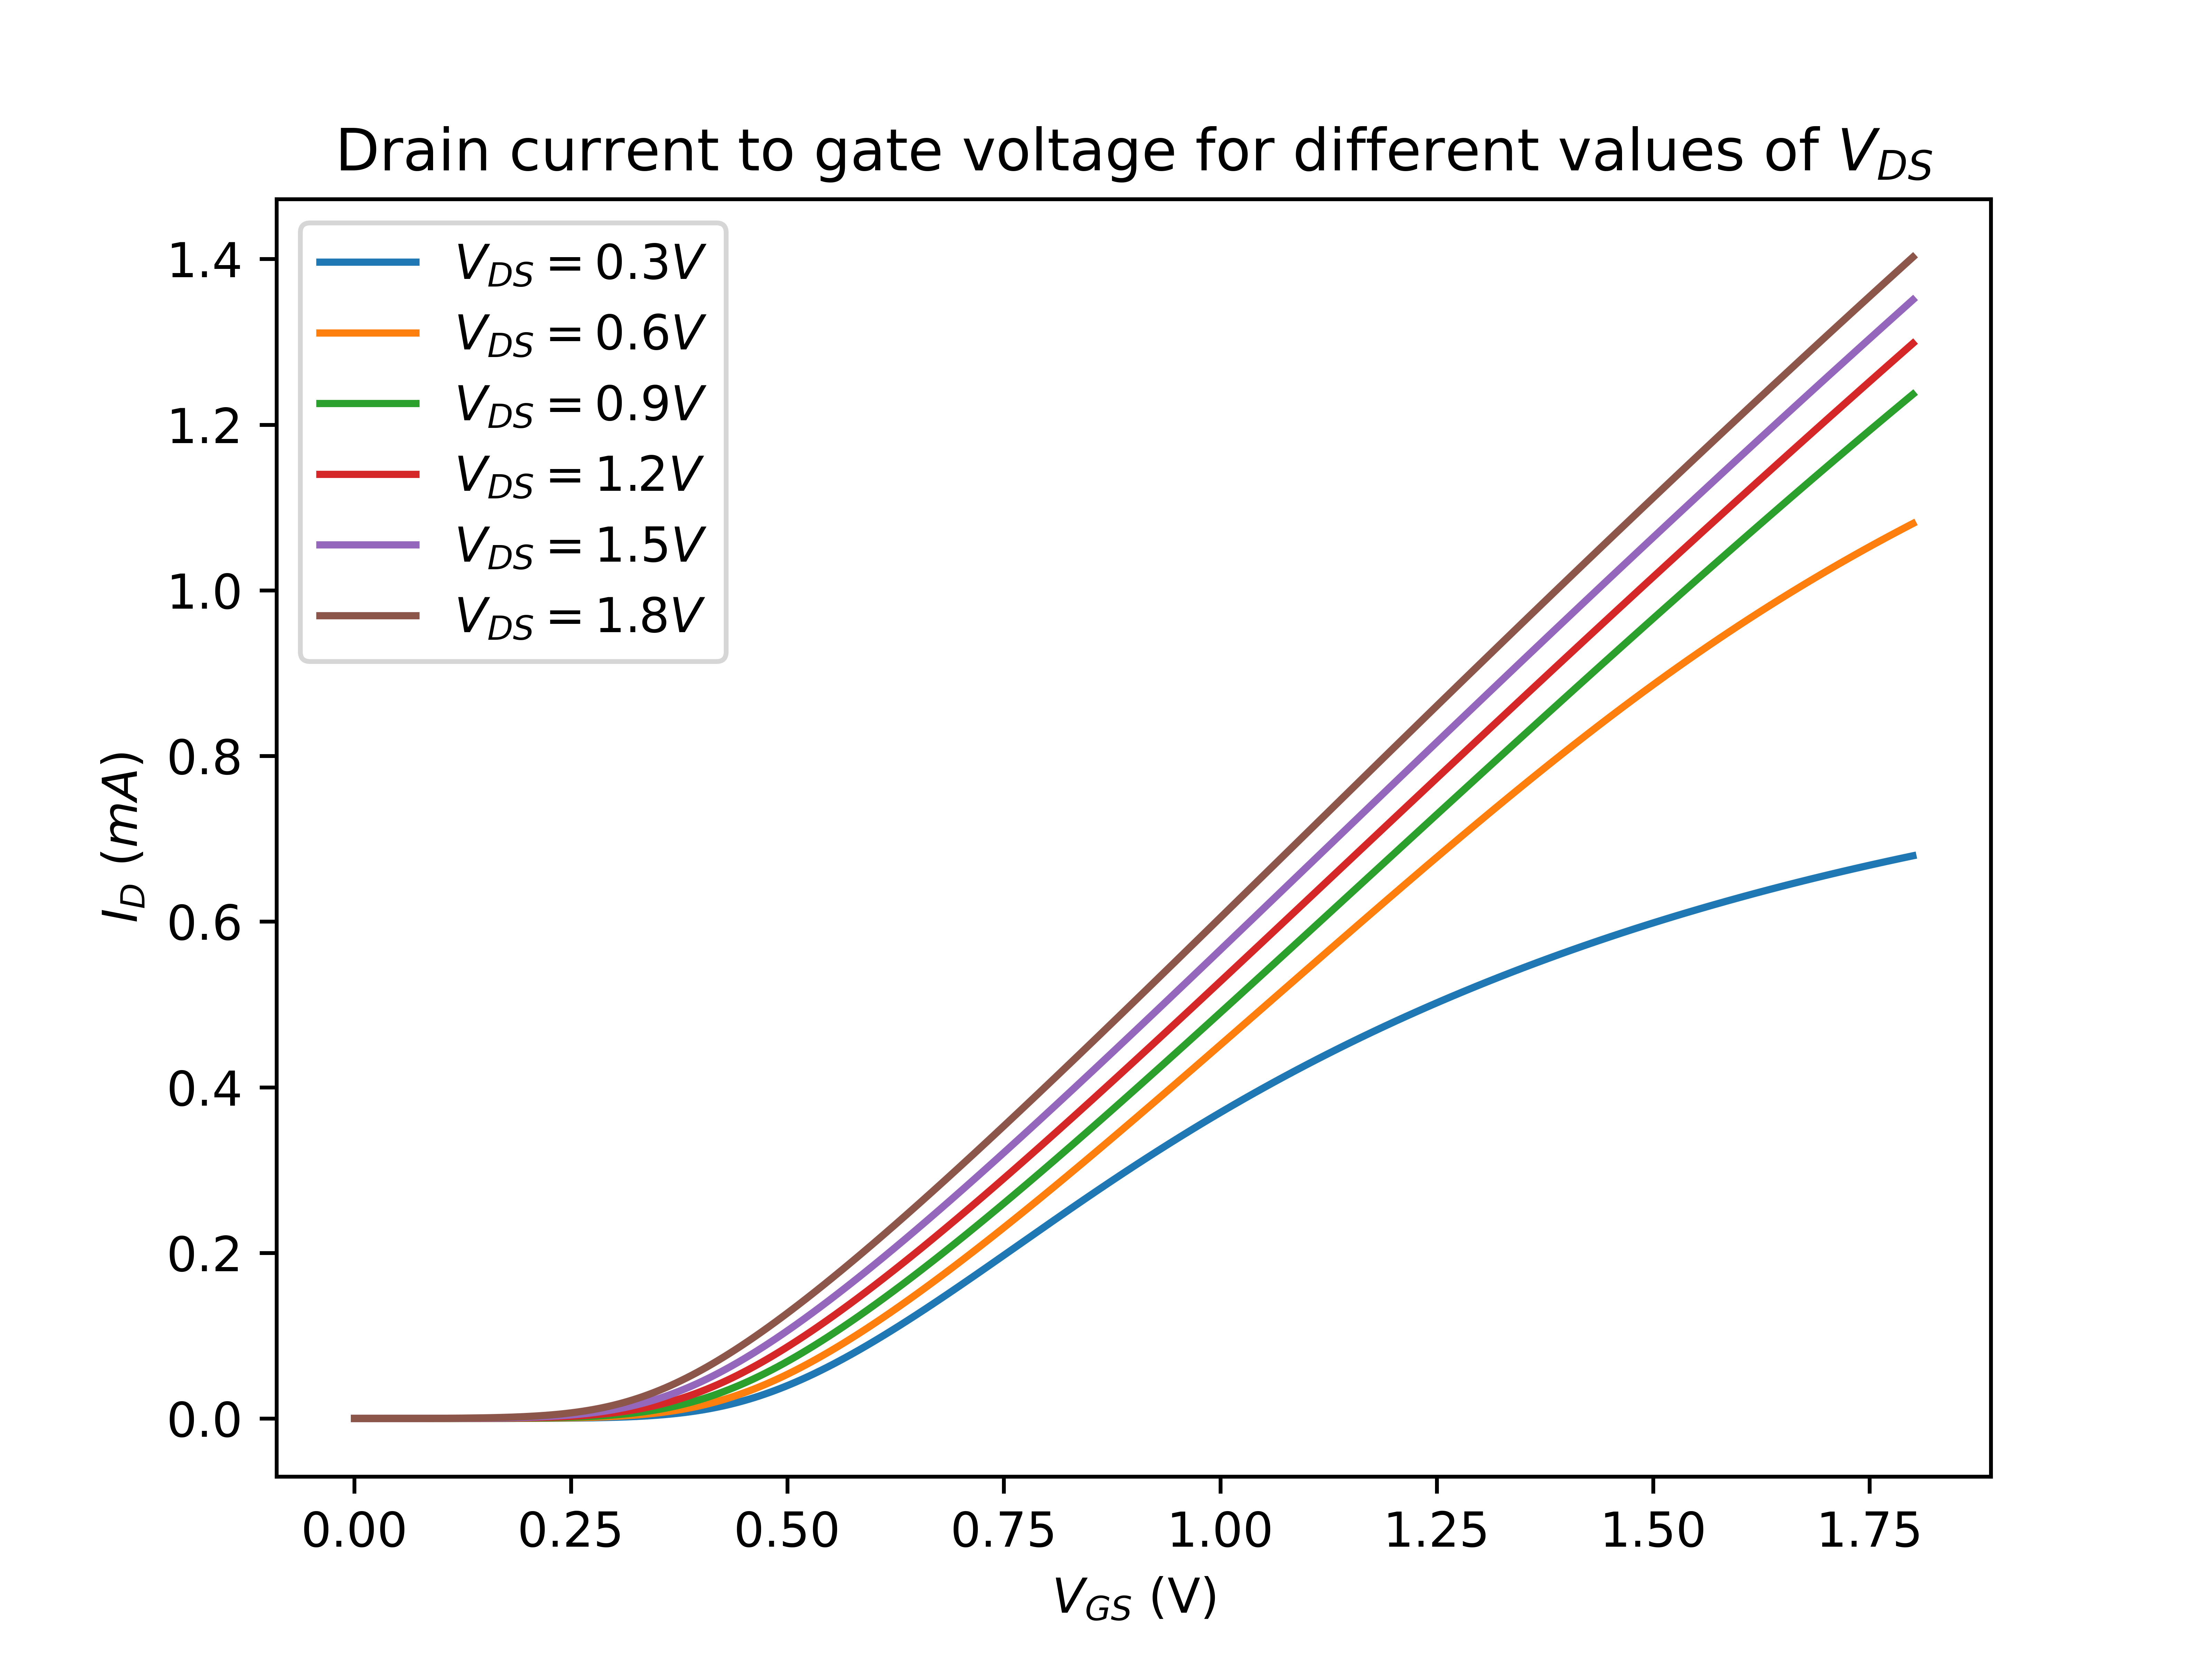 Drain current to gate voltage for different values of V_DS
V_DS = 0.3V
V_DS = 0.6V
V_DS = 0.9V
V_DS = 1.2V
V_DS = 1.5V
V_DS = 1.8V
I_D (mA)
1.4
1.2
1.0
0.8
0.6
0.4
0.2
0.0
0.00 0.25 0.50 0.75 1.00 1.25 1.50 1.75
V_GS (V)